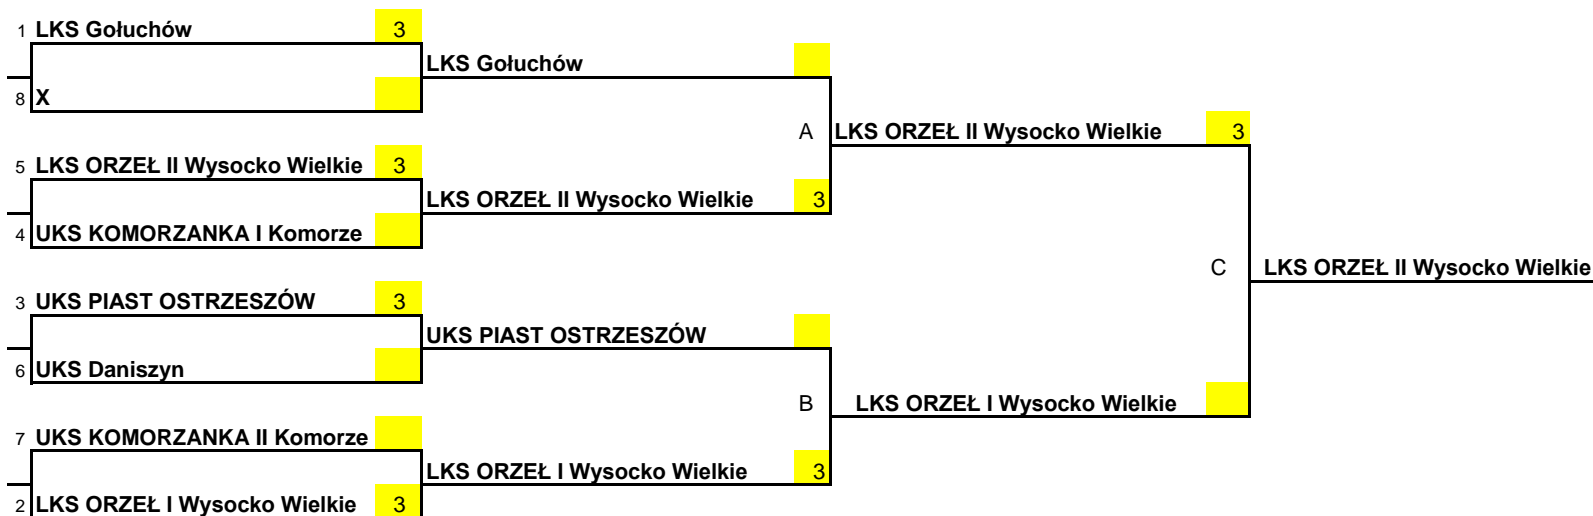 1 LKS Gołuchów 3
LKS Gołuchów
8 X
A LKS ORZEŁ II Wysocko Wielkie 3
5 LKS ORZEŁ II Wysocko Wielkie 3
LKS ORZEŁ II Wysocko Wielkie 3
4 UKS KOMORZANKA I Komorze
C LKS ORZEŁ II Wysocko Wielkie
3 UKS PIAST OSTRZESZÓW 3
UKS PIAST OSTRZESZÓW
6 UKS Daniszyn
B LKS ORZEŁ I Wysocko Wielkie
7 UKS KOMORZANKA II Komorze
LKS ORZEŁ I Wysocko Wielkie 3
2 LKS ORZEŁ I Wysocko Wielkie 3